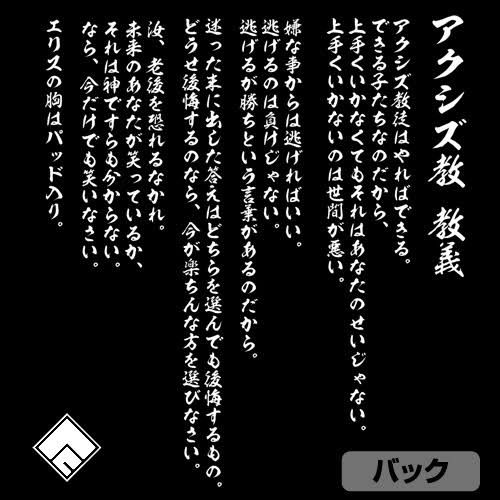 アクシズ教 教義
アクシズ教徒はやればできる。
できる子たちなのだから、
上手くいかなくてもそれはあなたのせいじゃない。
上手くいかないのは世間が悪い。
嫌な事からは逃げればいい。
逃げるのは負けじゃない。
逃げるが勝ちという言葉があるのだから。
迷った末に出した答えはどちらを選んでも後悔するもの。
どうせ後悔するのなら、今が楽ちんな方を選びなさい。
汝、老後を恐れるなかれ。
未来のあなたが笑っているか、
それは神ですらも分からない。
なら、今だけでも笑いなさい。
エリスの胸はパッド入り。
バック